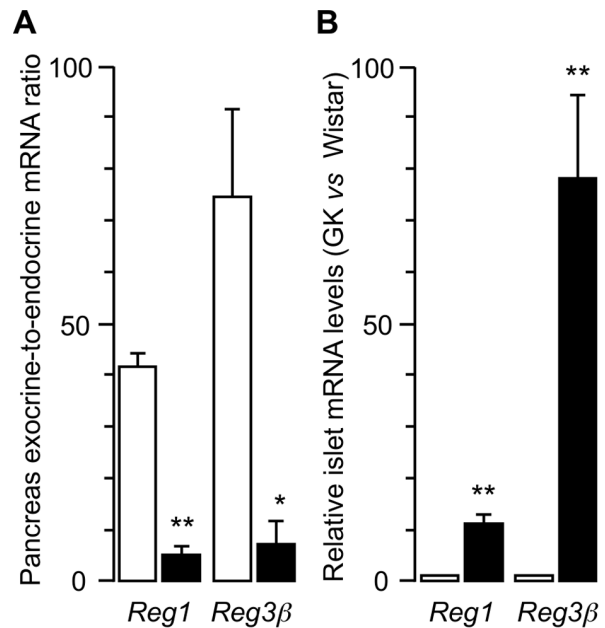 A
Pancreas exocrine-to-endocrine mRNA ratio
100
50
0
**
*
Reg1 Reg3β
B
Relative islet mRNA levels (GK vs Wistar)
100
50
0
**
**
Reg1 Reg3β